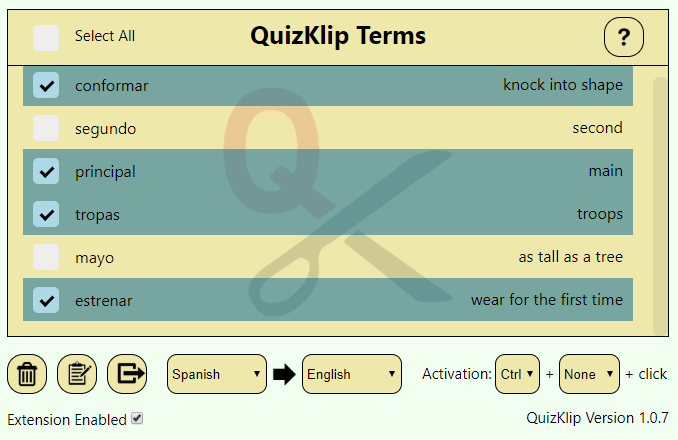 Select All
QuizKlip Terms
?
conformar knock into shape
segundo second
principal main
tropas troops
mayo as tall as a tree
estrenar wear for the first time
Spanish English Activation: Ctrl + None + click
Extension Enabled QuizKlip Version 1.0.7